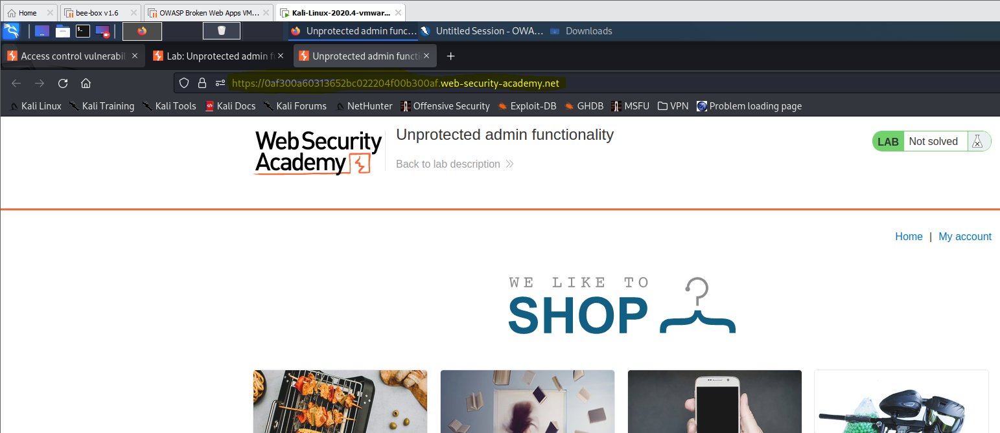 Home bee-box v1.6 OWASP Broken Web Apps VM... Kali-Linux-2020.4-vmwar...
Unprotected admin func... Untitled Session - OWA... Downloads
Access control vulnerabil Lab: Unprotected admin f Unprotected admin functi
https://0af300a60313652bc022204f00b300af.web-security-academy.net
Kali Linux Kali Training Kali Tools Kali Docs Kali Forums NetHunter Offensive Security Exploit-DB GHDB MSFU VPN Problem loading page
Web Security
Academy
Unprotected admin functionality
Back to lab description
LAB Not solved
Home | My account
WE LIKE TO
SHOP